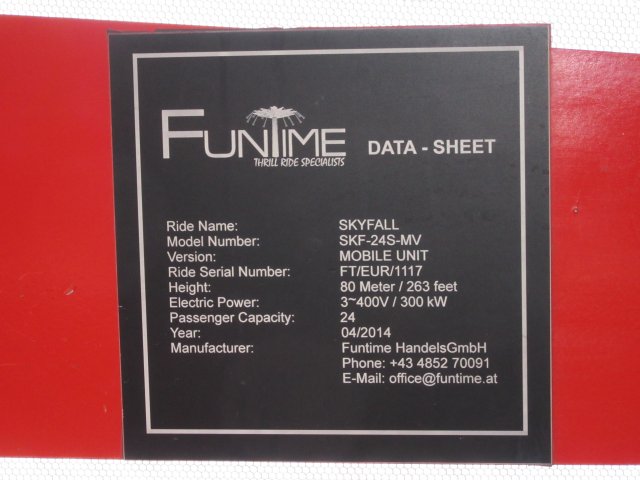 FUNTIME
THRILL RIDE SPECIALISTS
DATA - SHEET
Ride Name: SKYFALL
Model Number: SKF-24S-MV
Version: MOBILE UNIT
Ride Serial Number: FT/EUR/1117
Height: 80 Meter / 263 feet
Electric Power: 3~400V / 300 kW
Passenger Capacity: 24
Year: 04/2014
Manufacturer: Funtime HandelsGmbH
Phone: +43 4852 70091
E-Mail: office@funtime.at